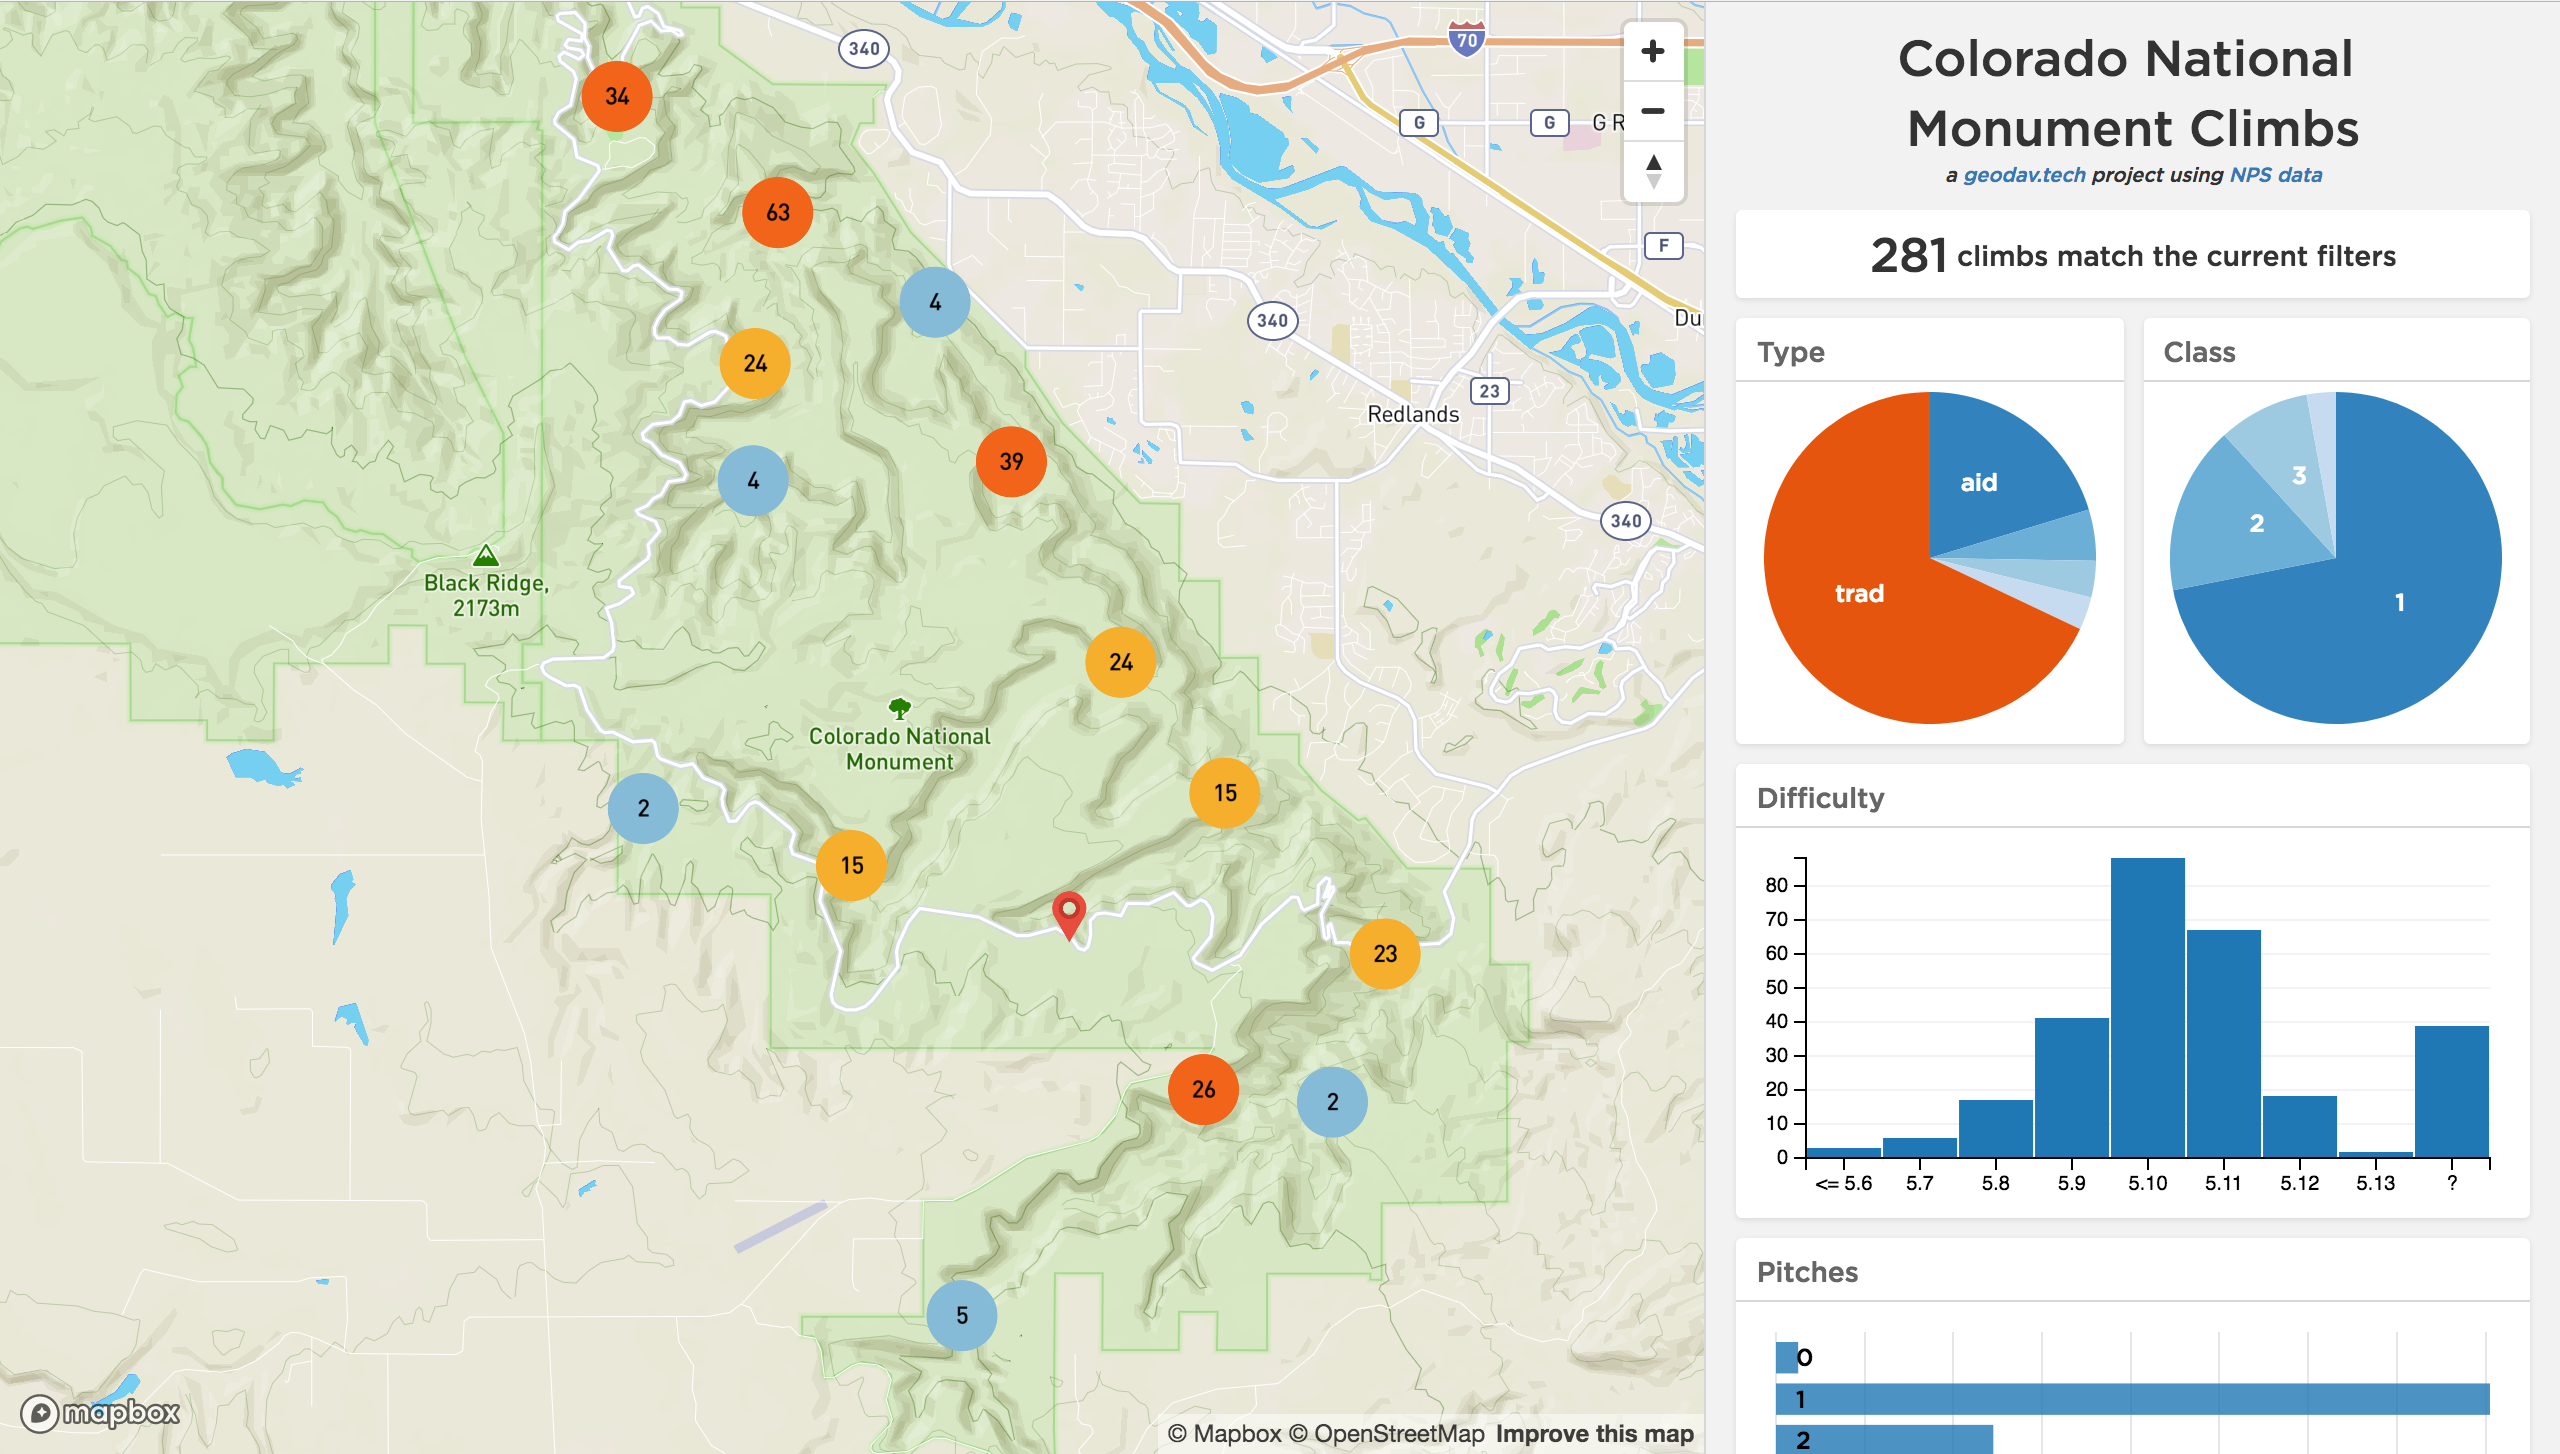 340
70
G
G
G R
F
340
Du
23
Redlands
340
34
63
4
24
4
39
Black Ridge,
2173m
24
Colorado National
Monument
2
15
15
23
26
2
5
mapbox
© Mapbox © OpenStreetMap Improve this map
Colorado National
Monument Climbs
a geodav.tech project using NPS data
281 climbs match the current filters
Type
aid
trad
Class
3
2
1
Difficulty
80
70
60
50
40
30
20
10
0
<= 5.6 5.7 5.8 5.9 5.10 5.11 5.12 5.13 ?
Pitches
0
1
2